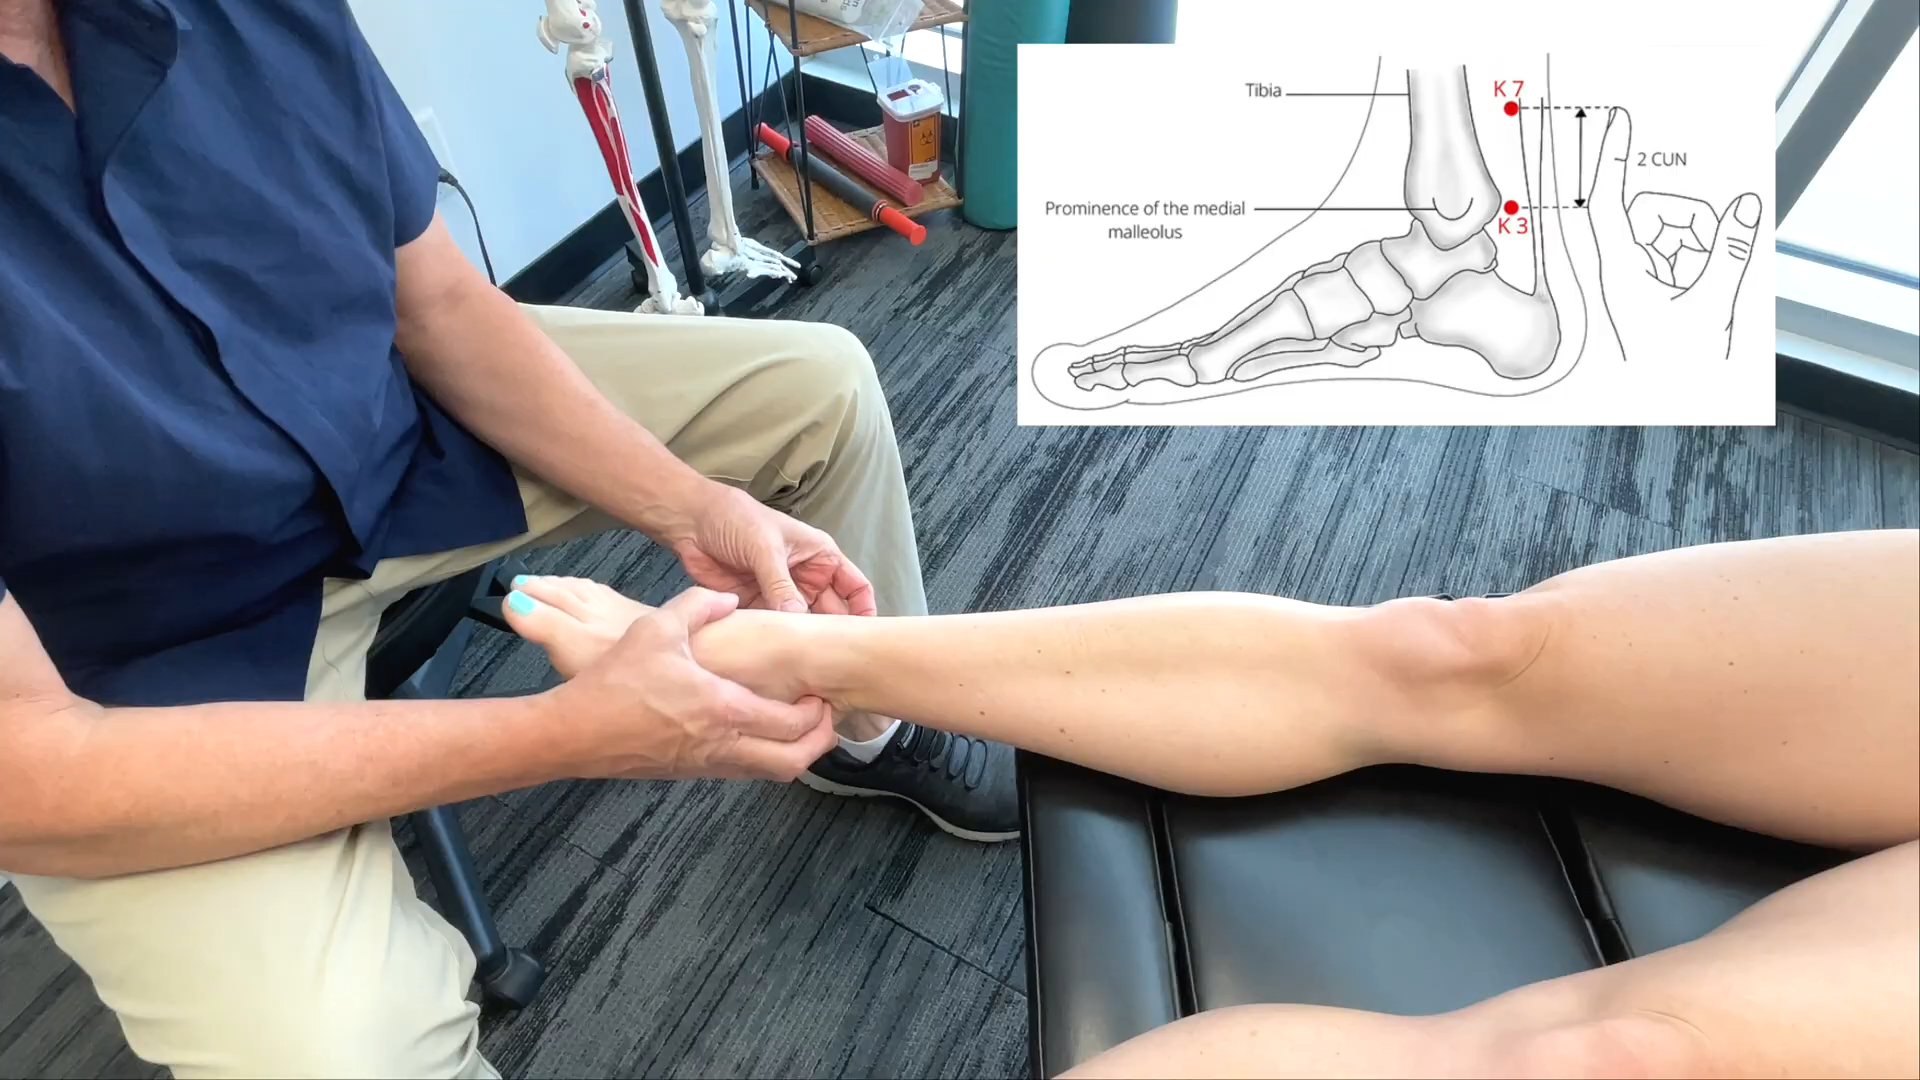 Tibia
K 7
2 CUN
Prominence of the medial
malleolus
K 3